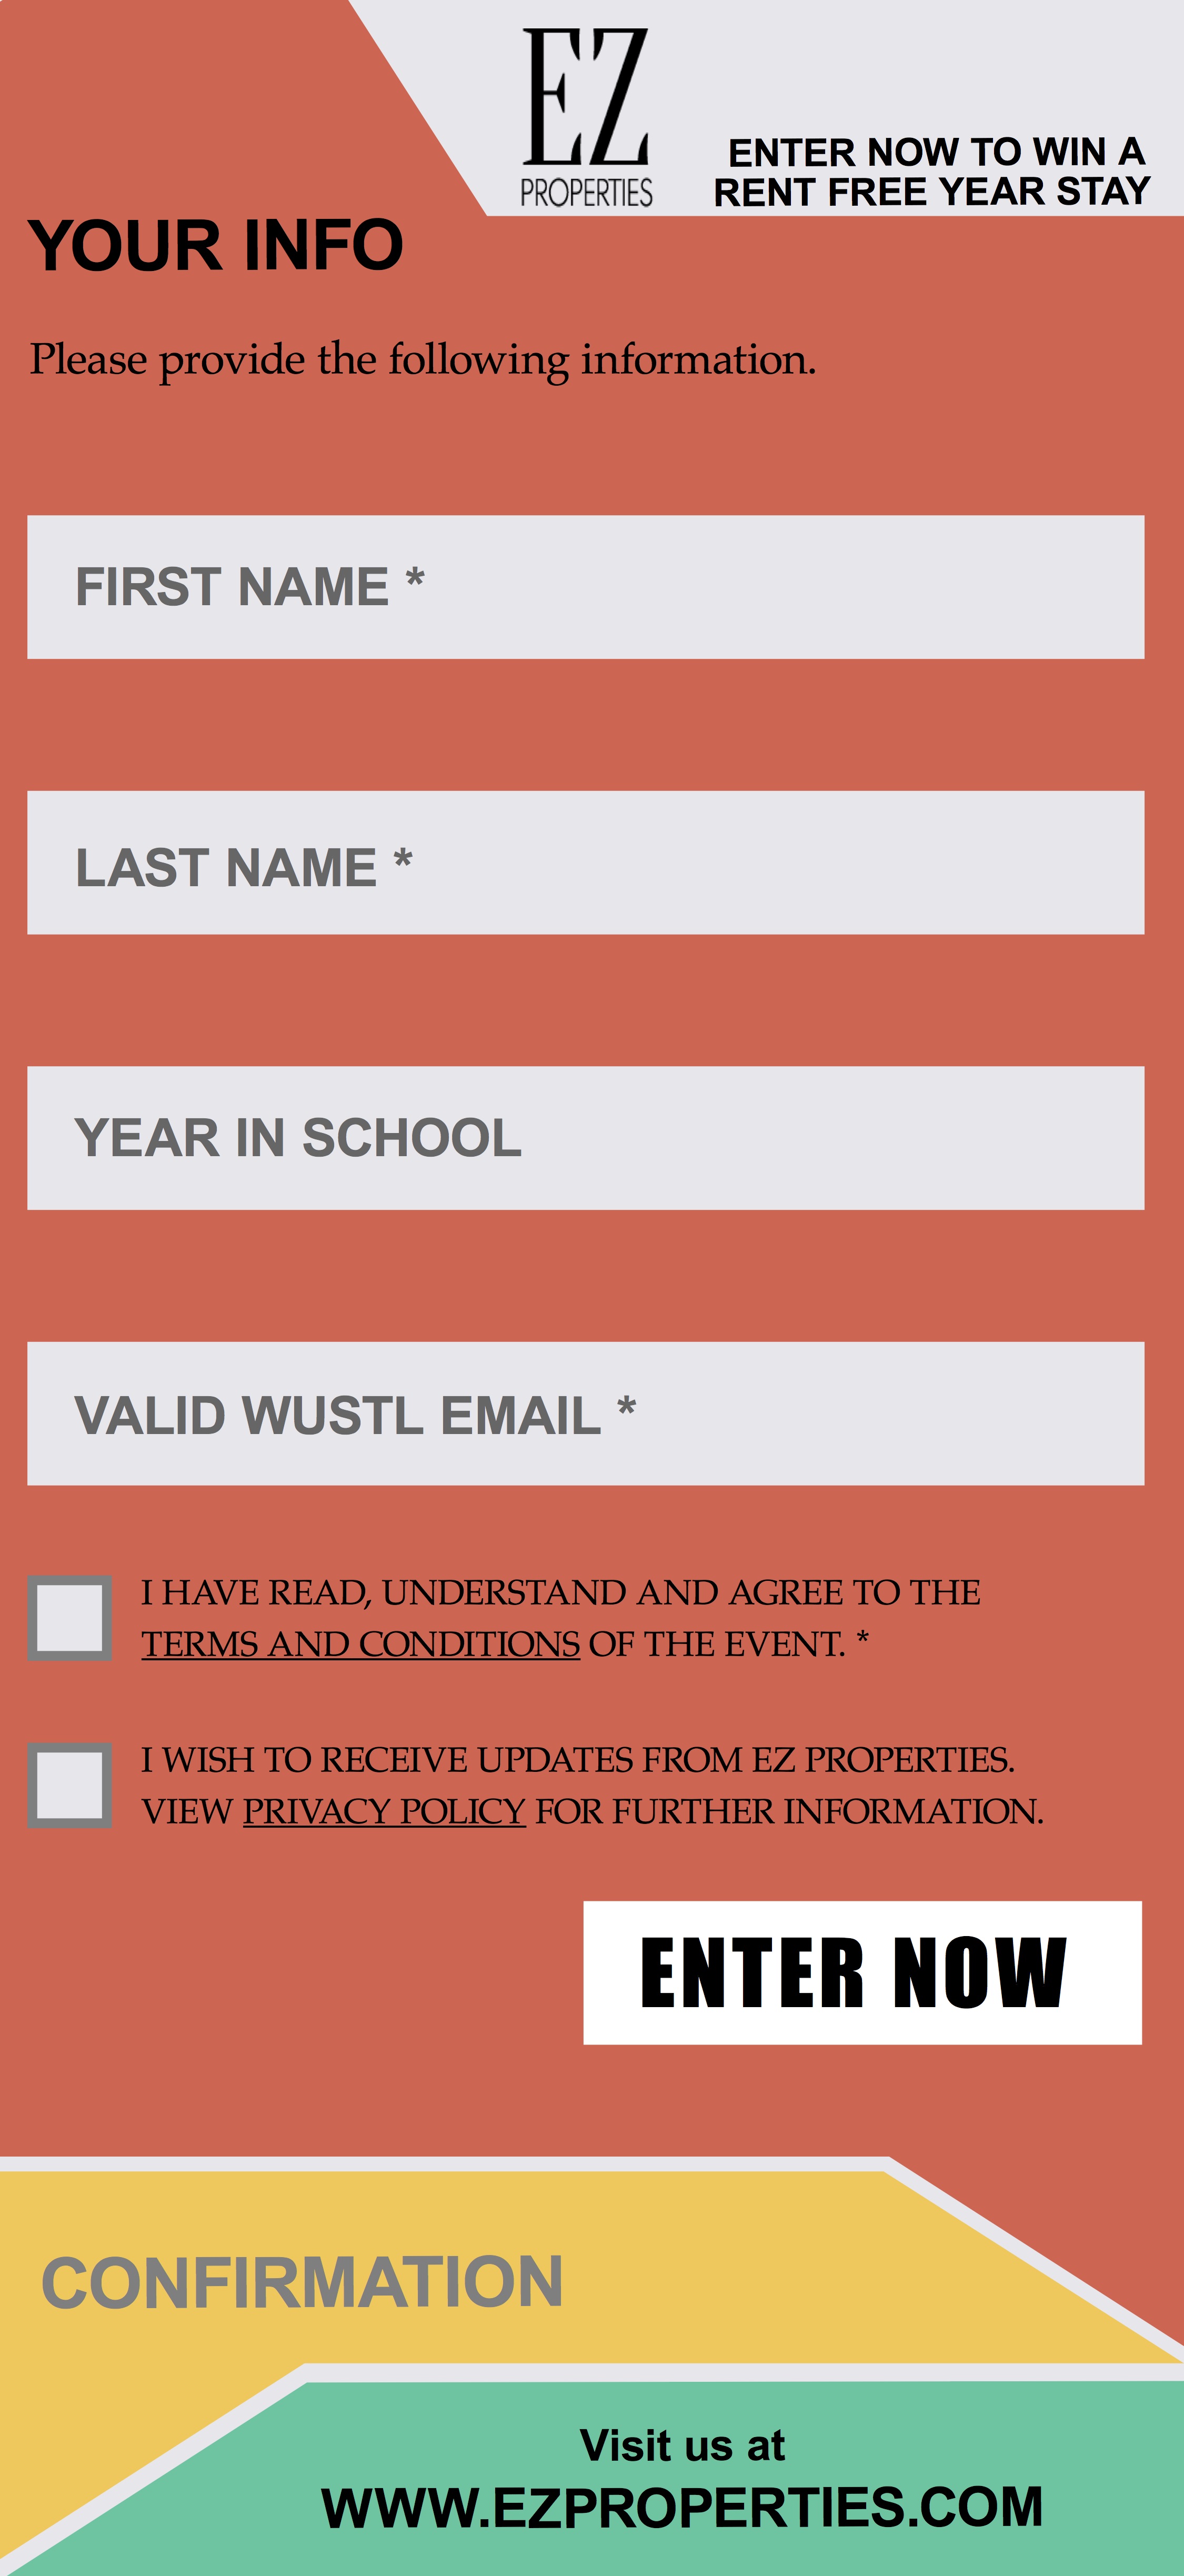 EZ
PROPERTIES
ENTER NOW TO WIN A
RENT FREE YEAR STAY
YOUR INFO
Please provide the following information.
FIRST NAME *
LAST NAME *
YEAR IN SCHOOL
VALID WUSTL EMAIL *
I HAVE READ, UNDERSTAND AND AGREE TO THE
TERMS AND CONDITIONS OF THE EVENT. *
I WISH TO RECEIVE UPDATES FROM EZ PROPERTIES.
VIEW PRIVACY POLICY FOR FURTHER INFORMATION.
ENTER NOW
CONFIRMATION
Visit us at
WWW.EZPROPERTIES.COM